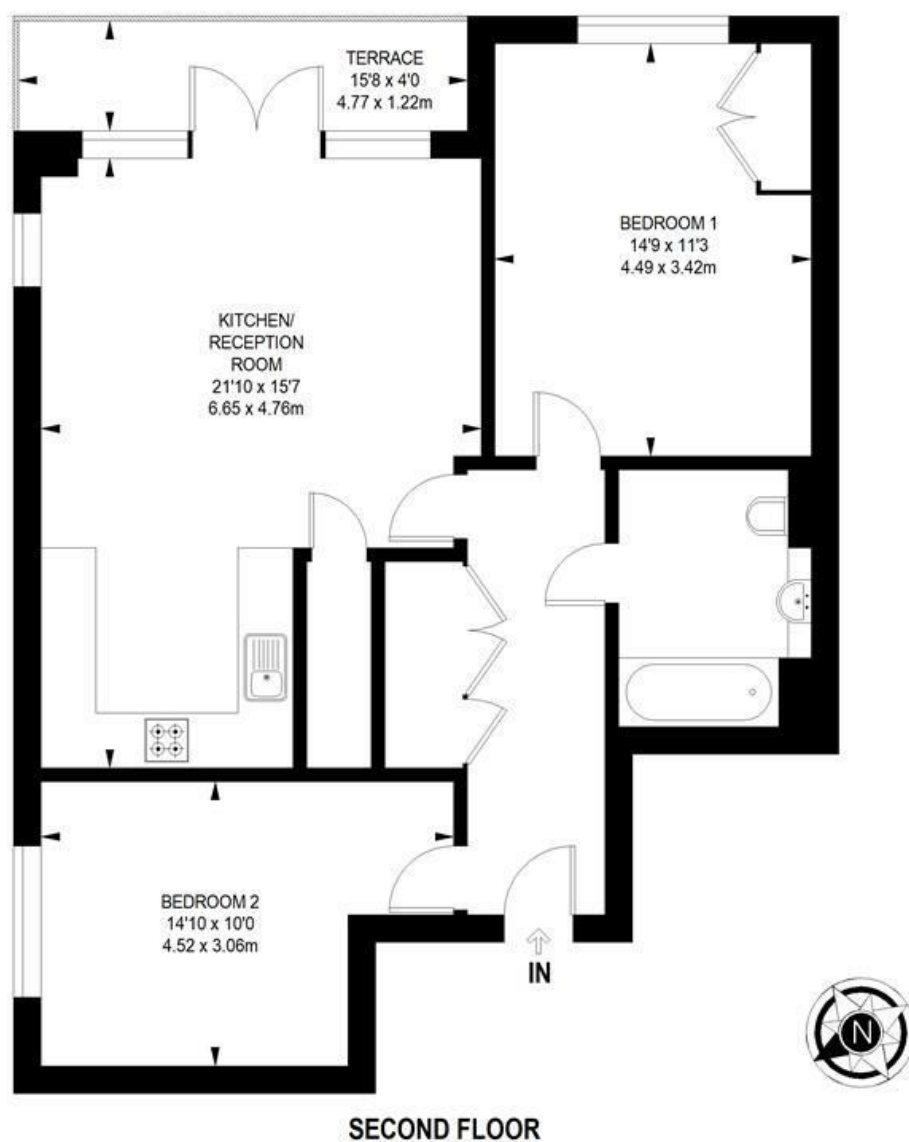 TERRACE
15'8 x 4'0
4.77 x 1.22m
BEDROOM 1
14'9 x 11'3
4.49 x 3.42m
KITCHEN/
RECEPTION
ROOM
21'10 x 15'7
6.65 x 4.76m
BEDROOM 2
14'10 x 10'0
4.52 x 3.06m
IN
N
SECOND FLOOR